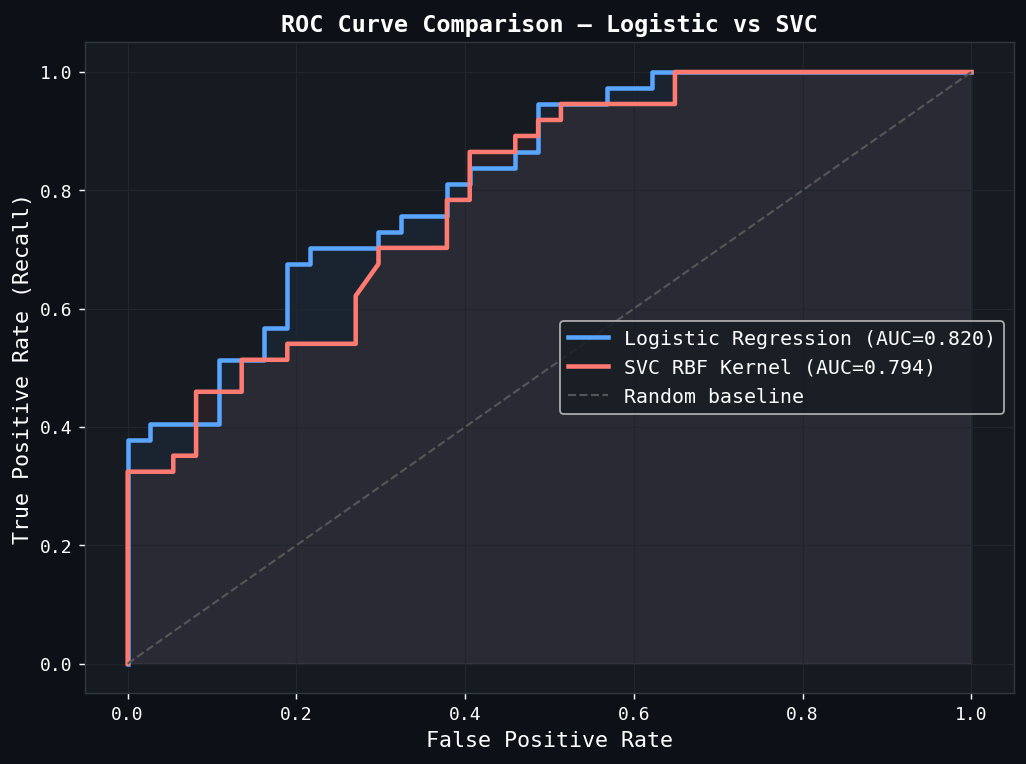 ROC Curve Comparison — Logistic vs SVC
True Positive Rate (Recall)
1.0
0.8
0.6
0.4
0.2
0.0
Logistic Regression (AUC=0.820)
SVC RBF Kernel (AUC=0.794)
Random baseline
0.0 0.2 0.4 0.6 0.8 1.0
False Positive Rate